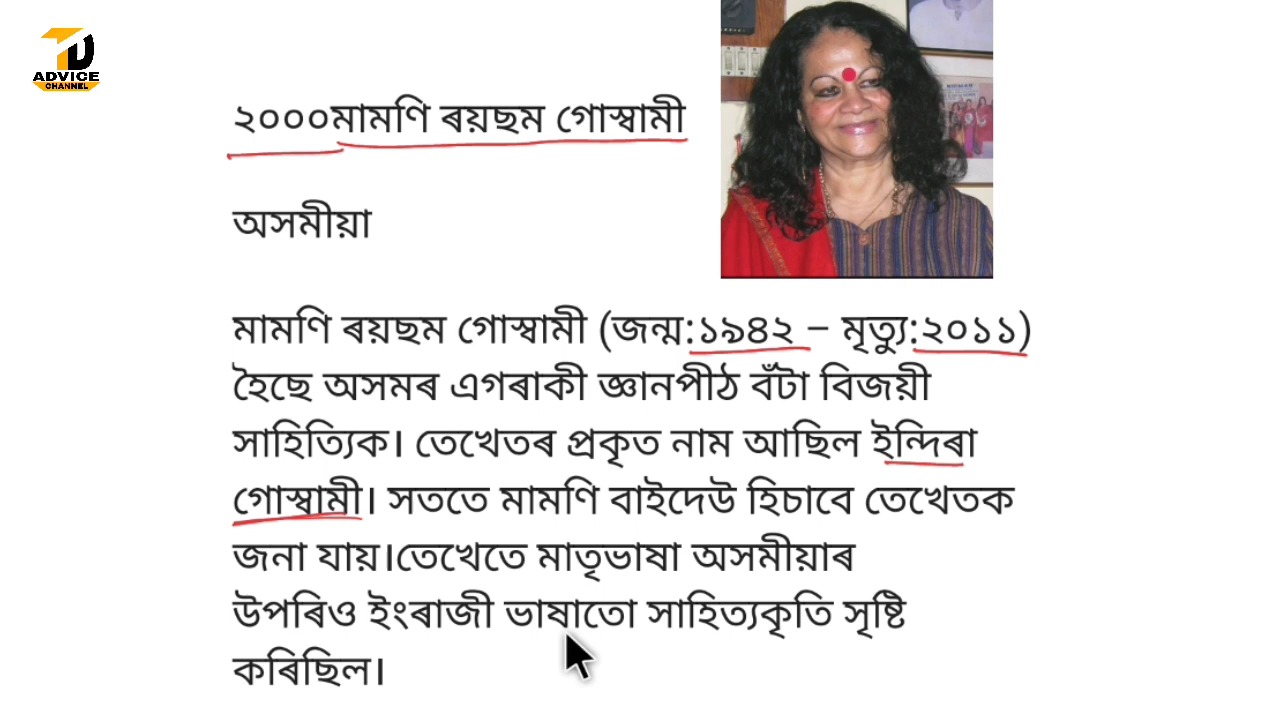 TD
ADVICE
CHANNEL
২০০০মামণি ৰয়ছম গোস্বামী
অসমীয়া
মামণি ৰয়ছম গোস্বামী (জন্ম:১৯৪২ – মৃত্যু:২০১১)
হৈছে অসমৰ এগৰাকী জ্ঞানপীঠ বঁটা বিজয়ী
সাহিত্যিক। তেখেতৰ প্ৰকৃত নাম আছিল ইন্দিৰা
গোস্বামী। সততে মামণি বাইদেউ হিচাবে তেখেতক
জনা যায়।তেখেতে মাতৃভাষা অসমীয়াৰ
উপৰিও ইংৰাজী ভাষাতো সাহিত্যকৃতি সৃষ্টি
কৰিছিল।